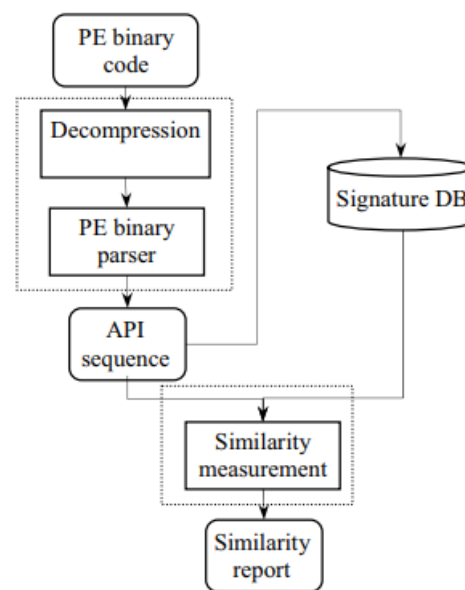 PE binary
code
Decompression
PE binary
parser
Signature DB
API
sequence
Similarity
measurement
Similarity
report